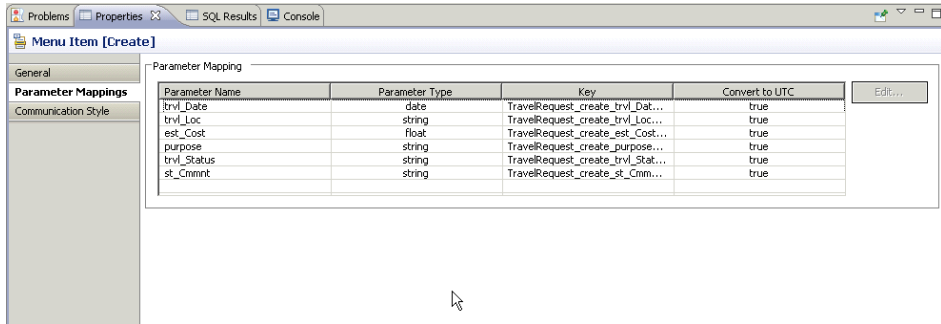 Problems Properties SQL Results Console
Menu Item [Create]
General
Parameter Mappings
Communication Style
Parameter Mapping
Parameter Name Parameter Type Key Convert to UTC
trvl_Date date TravelRequest_create_trvl_Dat... true
trvl_Loc string TravelRequest_create_trvl_Loc... true
est_Cost float TravelRequest_create_est_Cost... true
purpose string TravelRequest_create_purpose... true
trvl_Status string TravelRequest_create_trvl_Stat... true
st_Cmmnt string TravelRequest_create_st_Cmm... true
Edit...